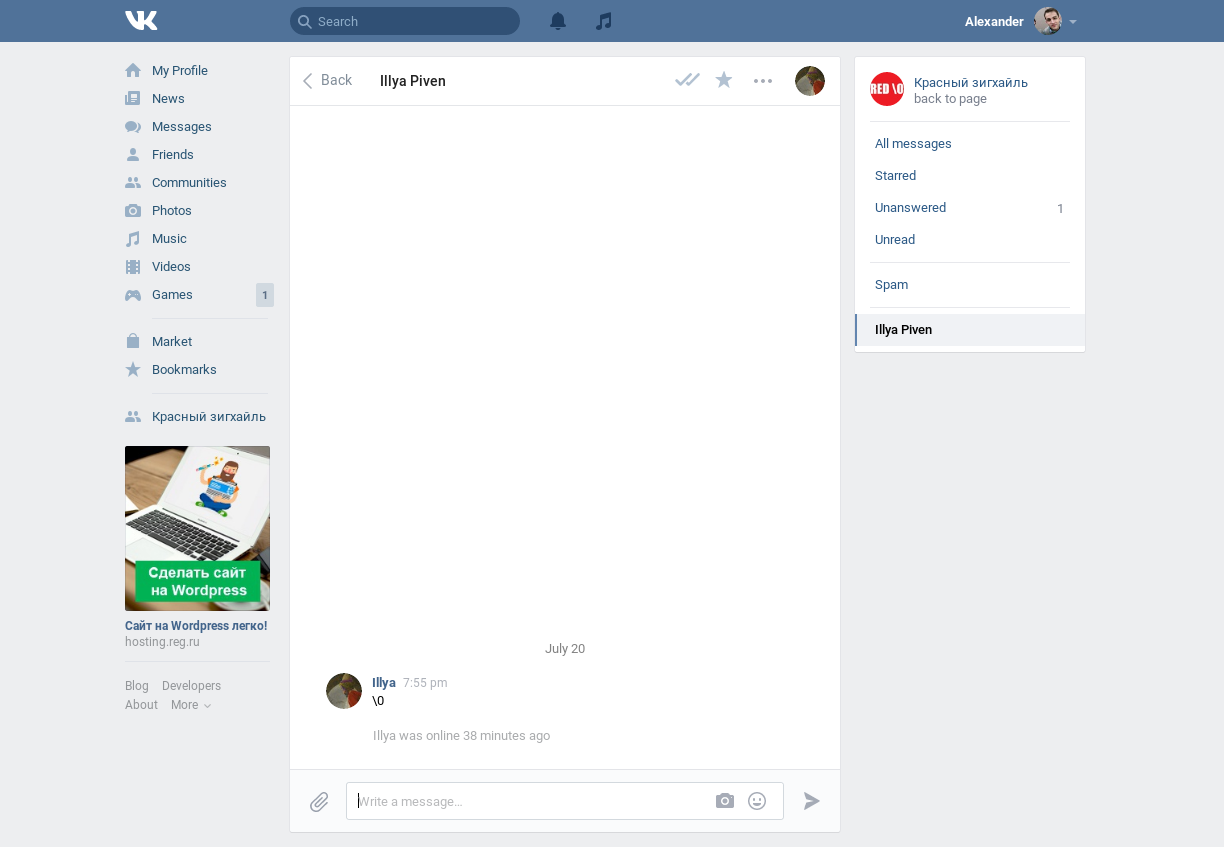 Search
Alexander
My Profile
News
Messages
Friends
Communities
Photos
Music
Videos
Games 1
Market
Bookmarks
Красный зигхайль
Сделать сайт
на Wordpress
Сайт на Wordpress легко!
hosting.reg.ru
Blog Developers
About More
Back Illya Piven
July 20
Illya 7:55 pm
\0
Illya was online 38 minutes ago
Write a message...
RED \0
Красный зигхайль
back to page
All messages
Starred
Unanswered 1
Unread
Spam
Illya Piven